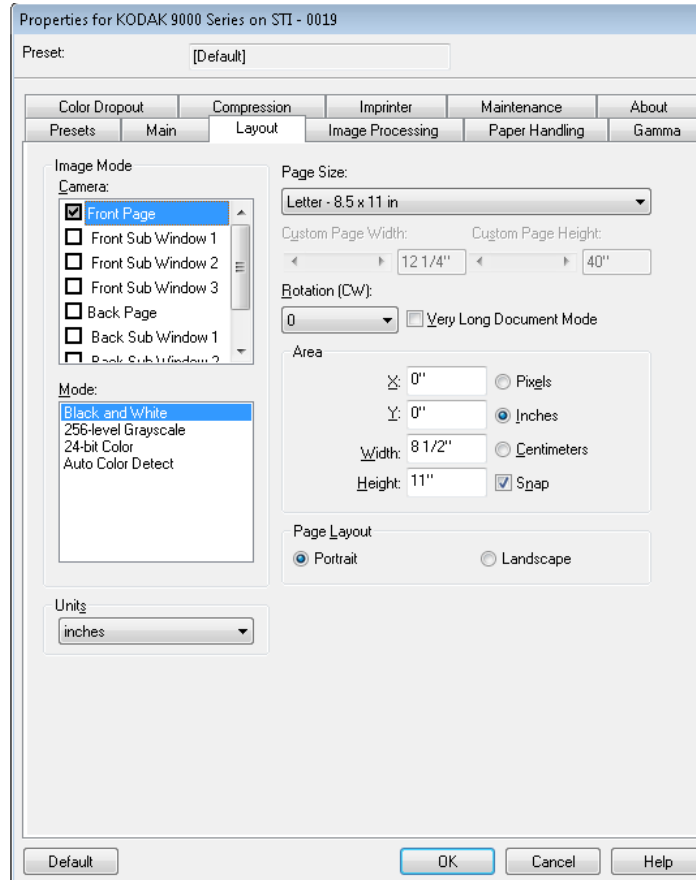 Properties for KODAK 9000 Series on STI - 0019
Preset:
[Default]
Color Dropout
Compression
Imprinter
Maintenance
About
Presets
Main
Layout
Image Processing
Paper Handling
Gamma
Image Mode
Camera:
Front Page
Front Sub Window 1
Front Sub Window 2
Front Sub Window 3
Back Page
Back Sub Window 1
Back Sub Window 2
Mode:
Black and White
256-level Grayscale
24-bit Color
Auto Color Detect
Units
inches
Page Size:
Letter - 8.5 x 11 in
Custom Page Width:
Custom Page Height:
12 1/4"
40"
Rotation (CW):
0
Very Long Document Mode
Area
X: 0"
Pixels
Y: 0"
Inches
Width: 8 1/2"
Centimeters
Height: 11"
Snap
Page Layout
Portrait
Landscape
Default
OK
Cancel
Help